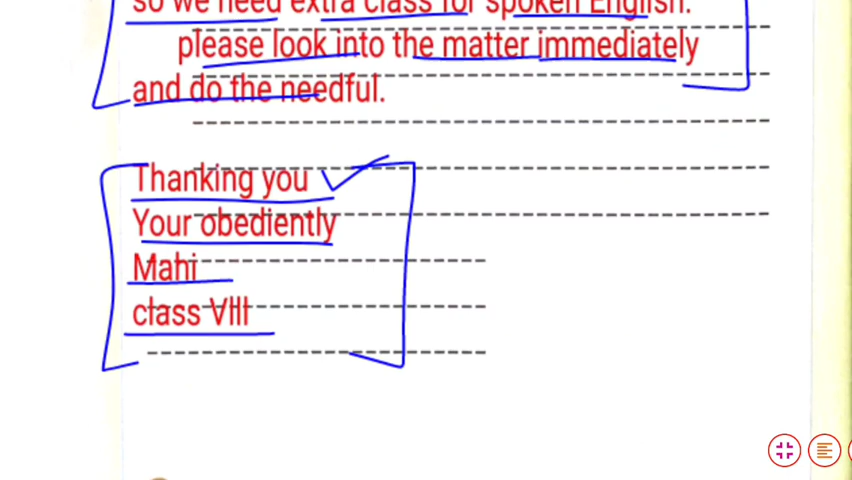 so we need extra class for spoken English.
please look into the matter immediately
and do the needful.
Thanking you
Your obediently
Mahi
class VIII